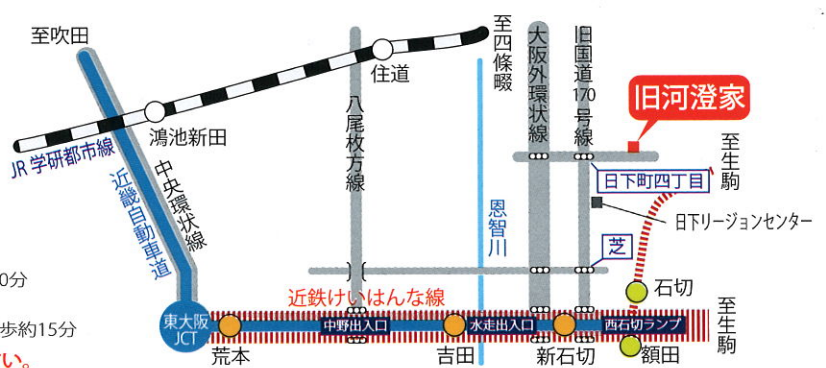 至吹田
住道
至四條畷
大阪外環状線
旧国道170号線
旧河澄家
鴻池新田
八尾枚方線
至生駒
JR 学研都市線
中央環状線
近畿自動車道
日下町四丁目
恩智川
日下リージョンセンター
芝
0分
石切
近鉄けいはんな線
至生駒
歩約15分
東大阪
JCT
中野出入口
水走出入口
西石切ランプ
荒本
吉田
新石切
額田
い。